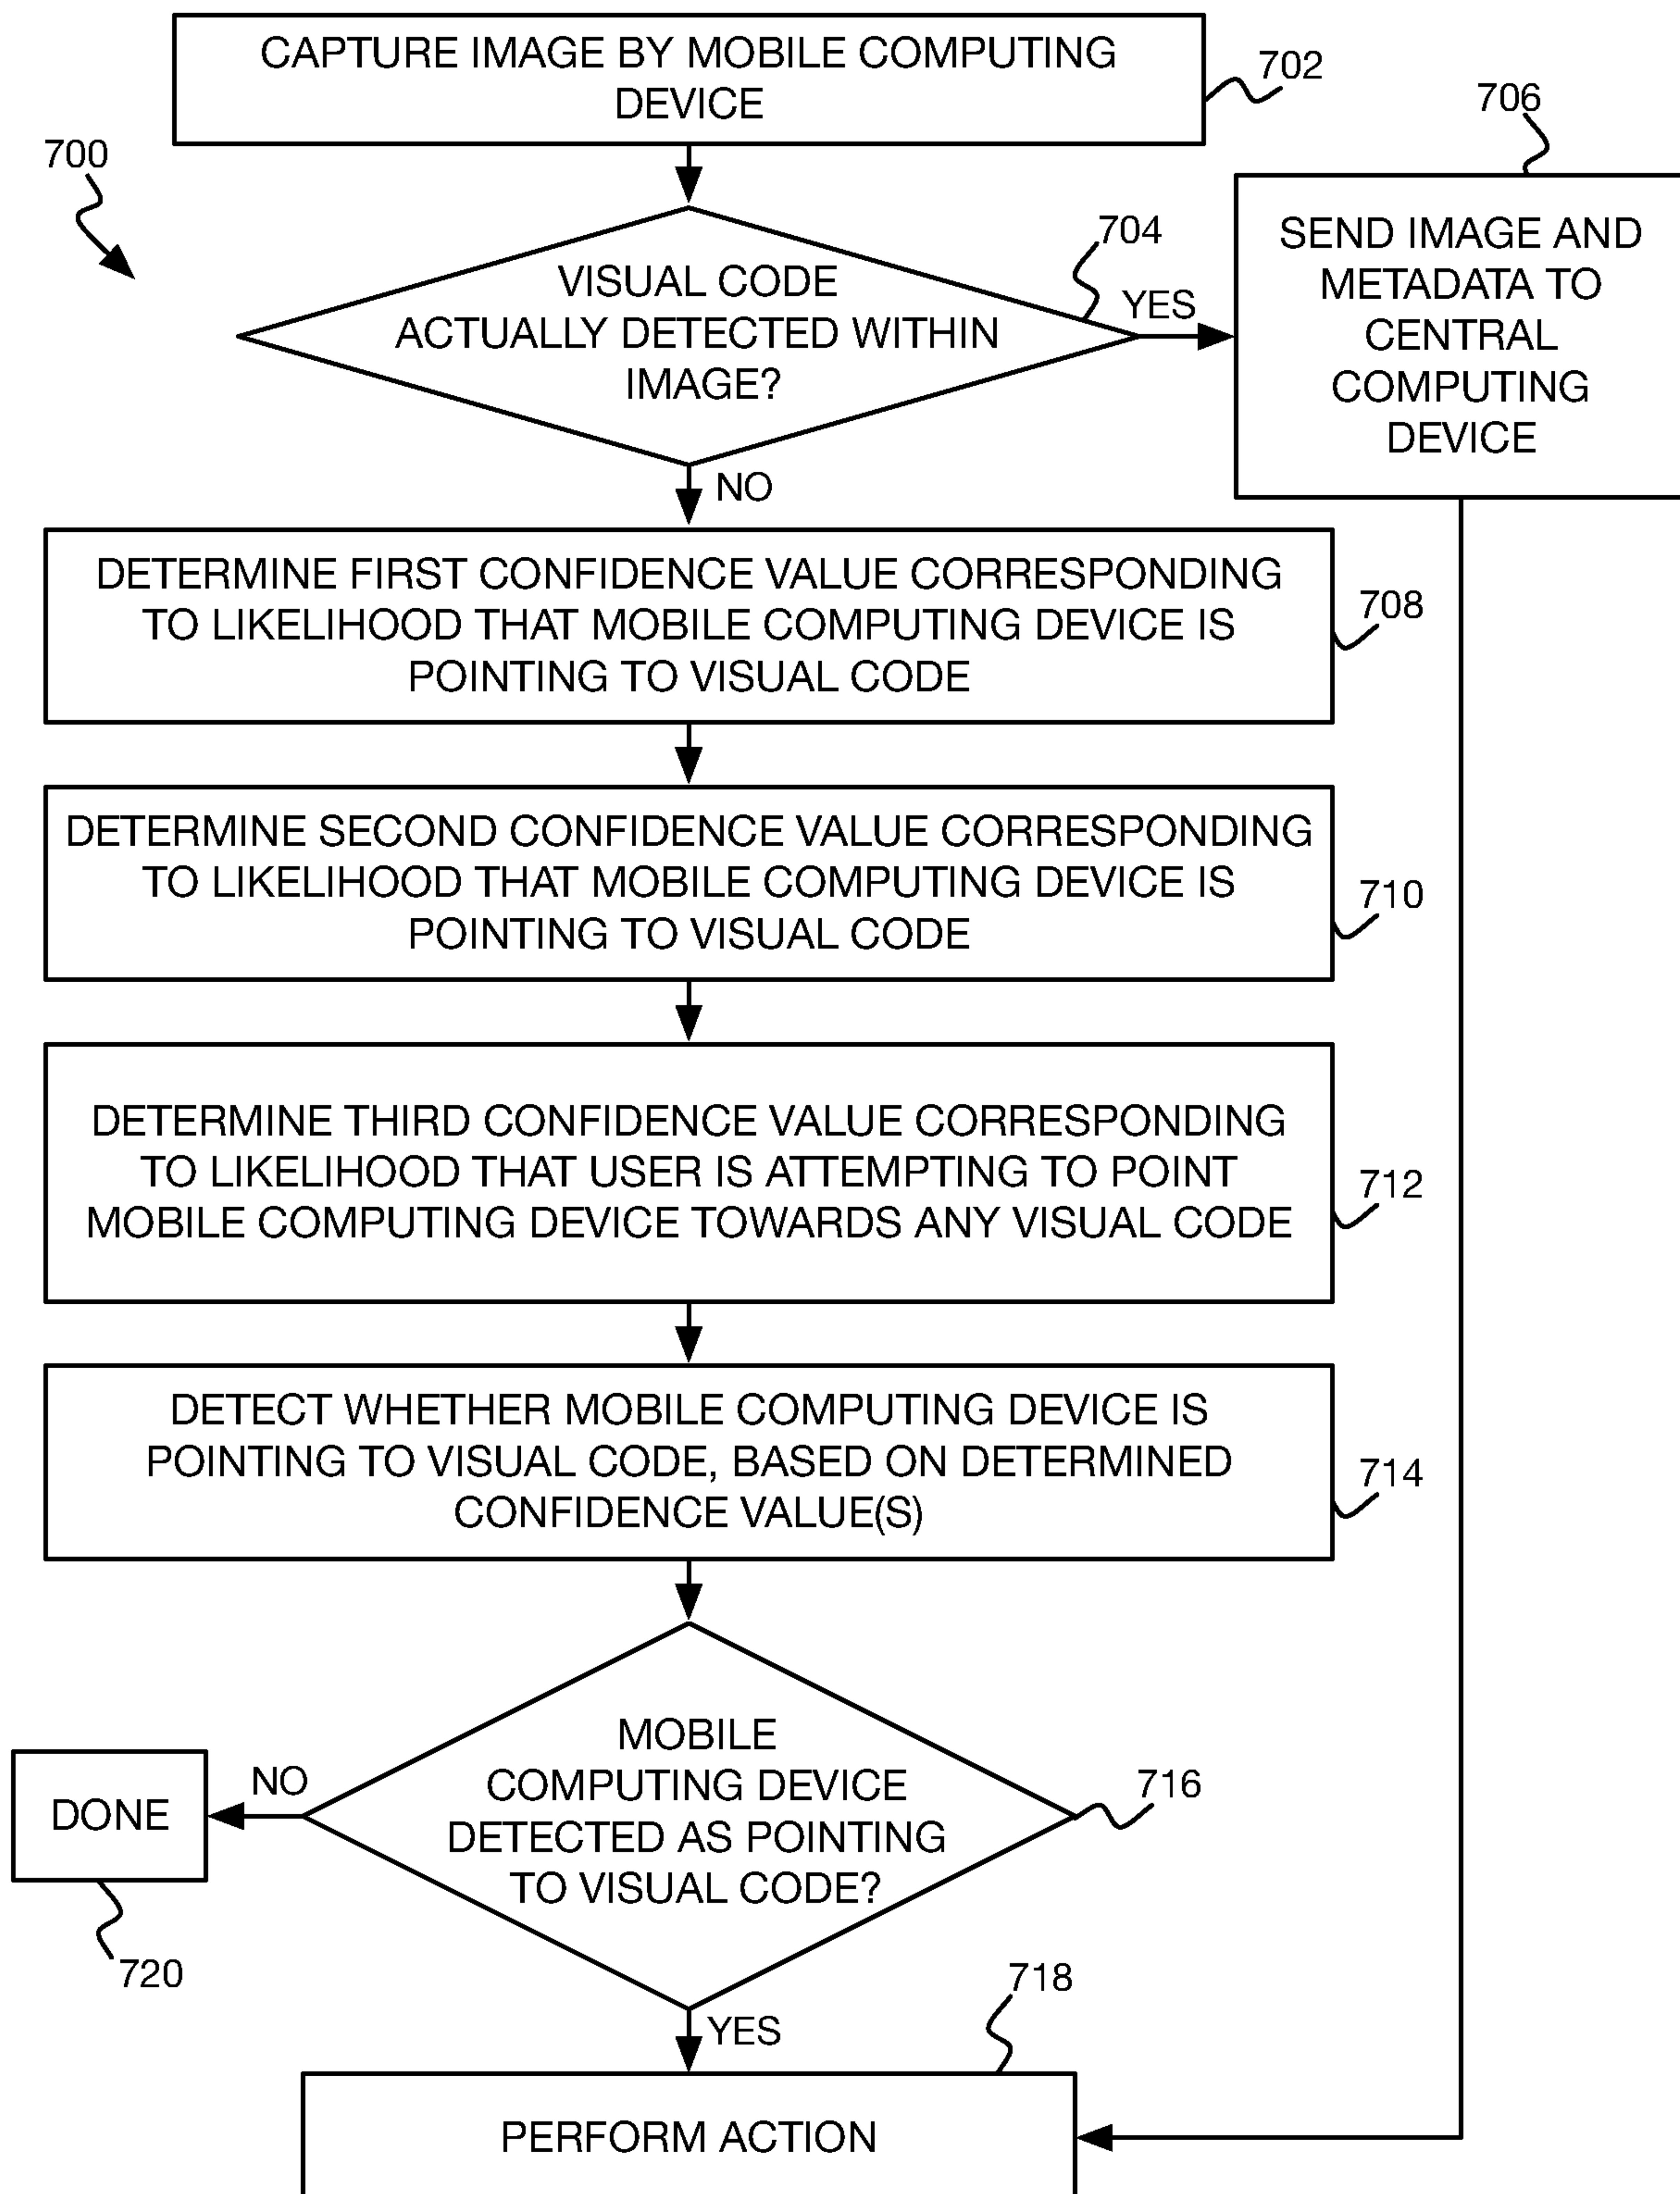 CAPTURE IMAGE BY MOBILE COMPUTING
DEVICE
702
706
700
704
VISUAL CODE
ACTUALLY DETECTED WITHIN
IMAGE?
YES
SEND IMAGE AND
METADATA TO
CENTRAL
COMPUTING
DEVICE
NO
DETERMINE FIRST CONFIDENCE VALUE CORRESPONDING
TO LIKELIHOOD THAT MOBILE COMPUTING DEVICE IS
POINTING TO VISUAL CODE
708
DETERMINE SECOND CONFIDENCE VALUE CORRESPONDING
TO LIKELIHOOD THAT MOBILE COMPUTING DEVICE IS
POINTING TO VISUAL CODE
710
DETERMINE THIRD CONFIDENCE VALUE CORRESPONDING
TO LIKELIHOOD THAT USER IS ATTEMPTING TO POINT
MOBILE COMPUTING DEVICE TOWARDS ANY VISUAL CODE
712
DETECT WHETHER MOBILE COMPUTING DEVICE IS
POINTING TO VISUAL CODE, BASED ON DETERMINED
CONFIDENCE VALUE(S)
714
MOBILE
COMPUTING DEVICE
DETECTED AS POINTING
TO VISUAL CODE?
716
NO
DONE
720
YES
718
PERFORM ACTION